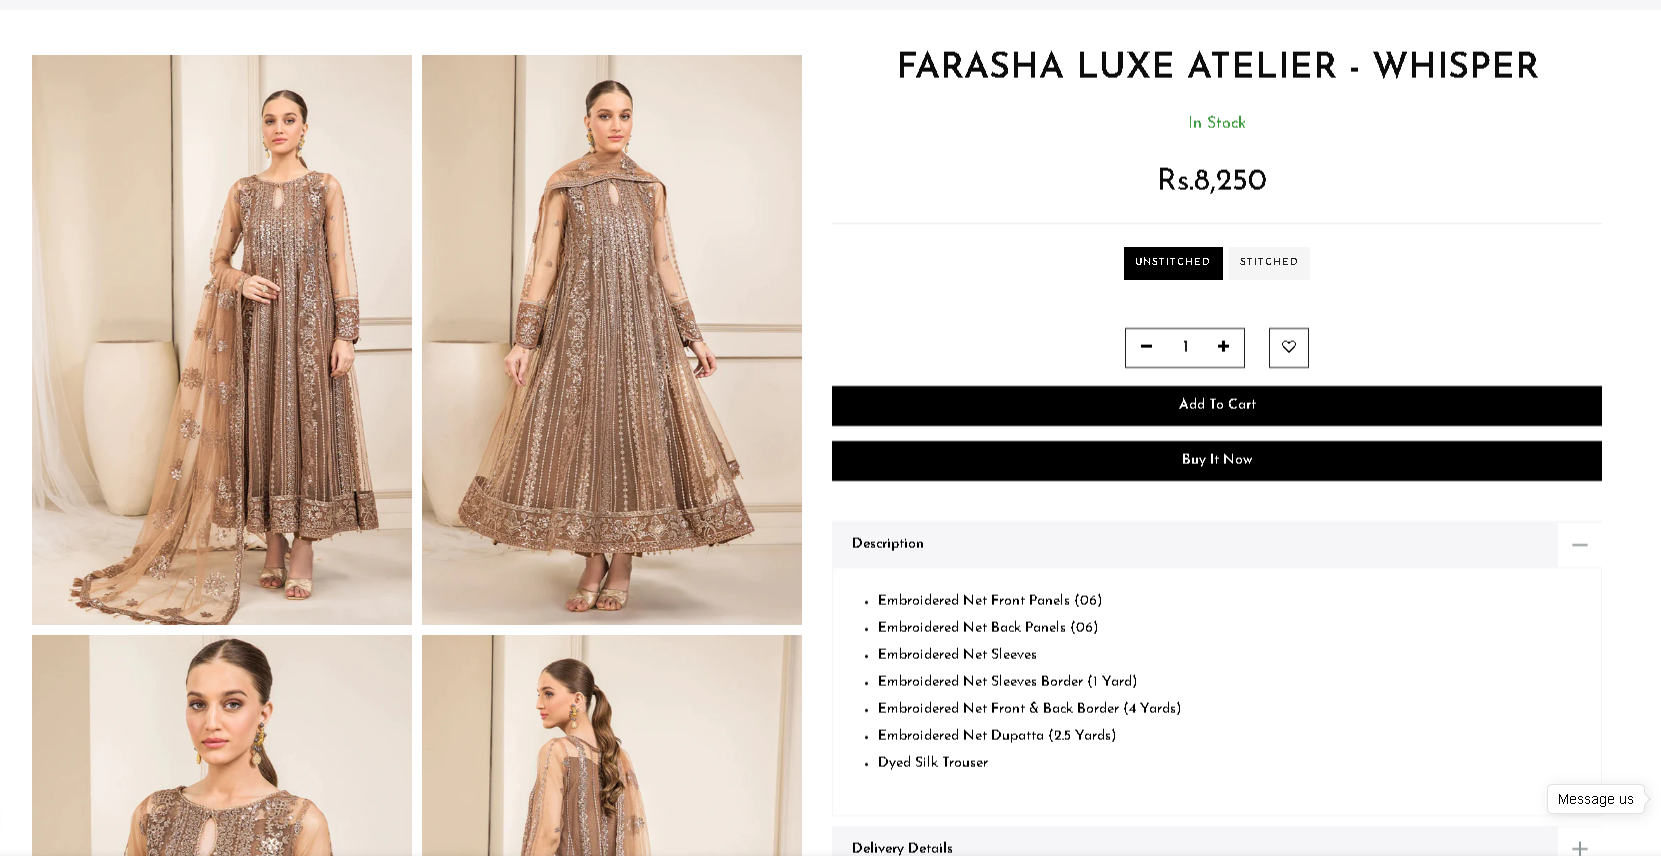 FARASHA LUXE ATELIER - WHISPER
In Stock
Rs.8,250
UNSTITCHED STITCHED
1
Add To Cart
Buy It Now
Description
• Embroidered Net Front Panels (06)
• Embroidered Net Back Panels (06)
• Embroidered Net Sleeves
• Embroidered Net Sleeves Border (1 Yard)
• Embroidered Net Front & Back Border (4 Yards)
• Embroidered Net Dupatta (2.5 Yards)
• Dyed Silk Trouser
Message us
Delivery Details